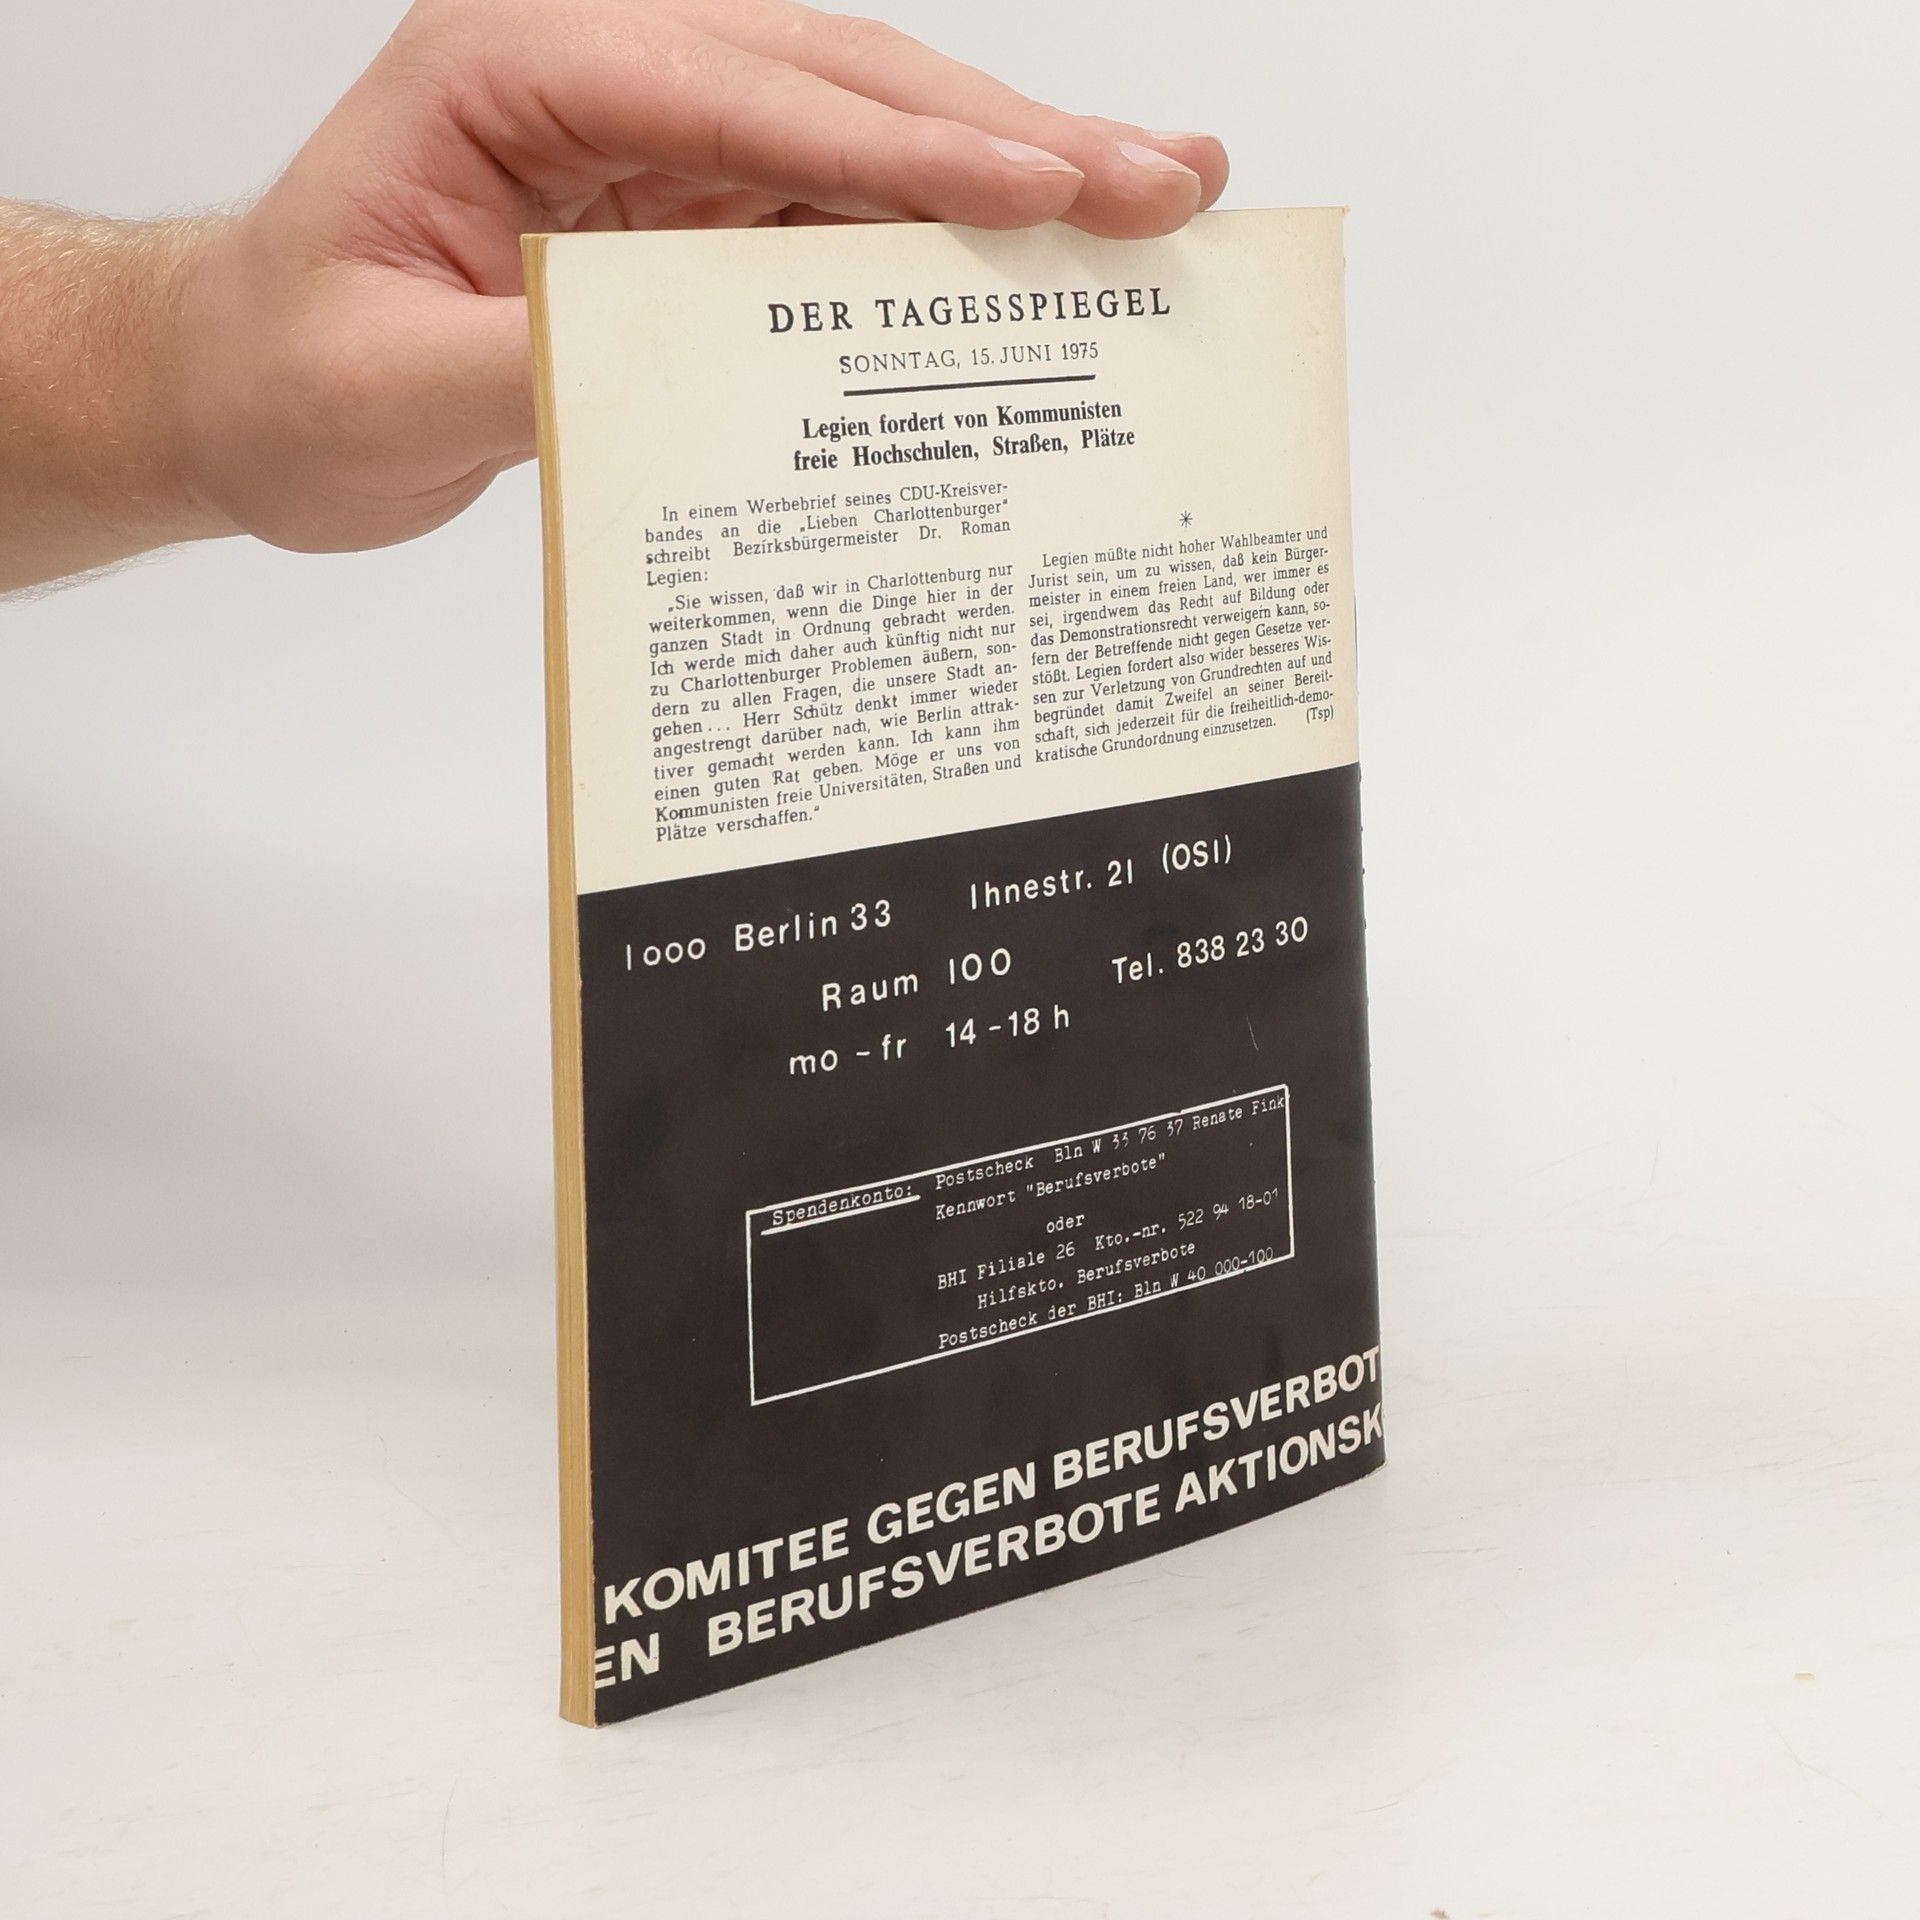 DER TAGESSPIEGEL
SONNTAG, 15. JUNI 1975
Legien fordert von Kommunisten
freie Hochschulen, Straßen, Plätze
In einem Werbebrief seines CDU-Kreisver-
bandes an die „Lieben Charlottenburger"
schreibt Bezirksbürgermeister Dr. Roman
Legien:
„Sie wissen, daß wir in Charlottenburg nur
weiterkommen, wenn die Dinge hier in der
ganzen Stadt in Ordnung gebracht werden.
Ich werde mich daher auch künftig nicht nur
zu Charlottenburger Problemen äußern, son-
dern zu allen Fragen, die unsere Stadt an-
gehen... Herr Schütz denkt immer wieder
angestrengt darüber nach, wie Berlin attrak-
tiver gemacht werden kann. Ich kann ihm
einen guten Rat geben. Möge er uns von
Kommunisten freie Universitäten, Straßen und
Plätze verschaffen."
*
Legien müßte nicht hoher Wahlbeamter und
Jurist sein, um zu wissen, daß kein Bürger-
meister in einem freien Land, wer immer es
sei, irgendwem das Recht auf Bildung oder
das Demonstrationsrecht verweigern kann, so-
fern der Betreffende nicht gegen Gesetze ver-
stößt. Legien fordert also wider besseres Wis-
sen zur Verletzung von Grundrechten auf und
begründet damit Zweifel an seiner Bereit-
schaft, sich jederzeit für die freiheitlich-demo-
kratische Grundordnung einzusetzen. (Tsp)
1000 Berlin 33 Ihnestr. 21 (OSI)
Raum 100 Tel. 838 23 30
mo - fr 14 - 18 h
Spendenkonto: Postscheck Bln W 33 76 37 Renate Fink
Kennwort "Berufsverbote"
oder
BHI Filiale 26 Kto.-nr. 522 94 18-01
Hilfskto. Berufsverbote
Postscheck der BHI: Bln W 40 000-100
KOMITEE GEGEN BERUFSVERBOT
EN BERUFSVERBOTE AKTIONSK